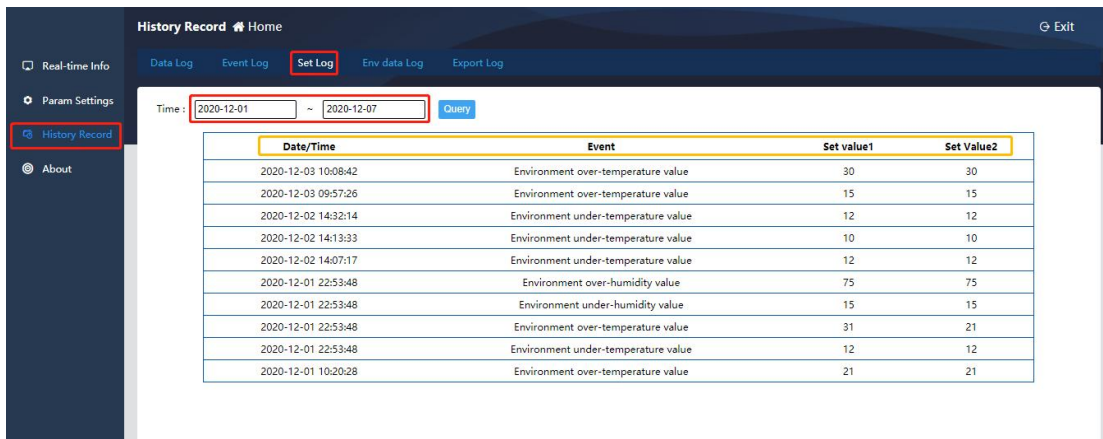 History Record Home Exit
Real-time Info
Param Settings
History Record
About
Data Log Event Log Set Log Env data Log Export Log
Time : 2020-12-01 ~ 2020-12-07 Query
Date/Time Event Set value1 Set Value2
2020-12-03 10:08:42 Environment over-temperature value 30 30
2020-12-03 09:57:26 Environment over-temperature value 15 15
2020-12-02 14:32:14 Environment under-temperature value 12 12
2020-12-02 14:13:33 Environment under-temperature value 10 10
2020-12-02 14:07:17 Environment under-temperature value 12 12
2020-12-01 22:53:48 Environment over-humidity value 75 75
2020-12-01 22:53:48 Environment under-humidity value 15 15
2020-12-01 22:53:48 Environment over-temperature value 31 21
2020-12-01 22:53:48 Environment under-temperature value 12 12
2020-12-01 10:20:28 Environment over-temperature value 21 21